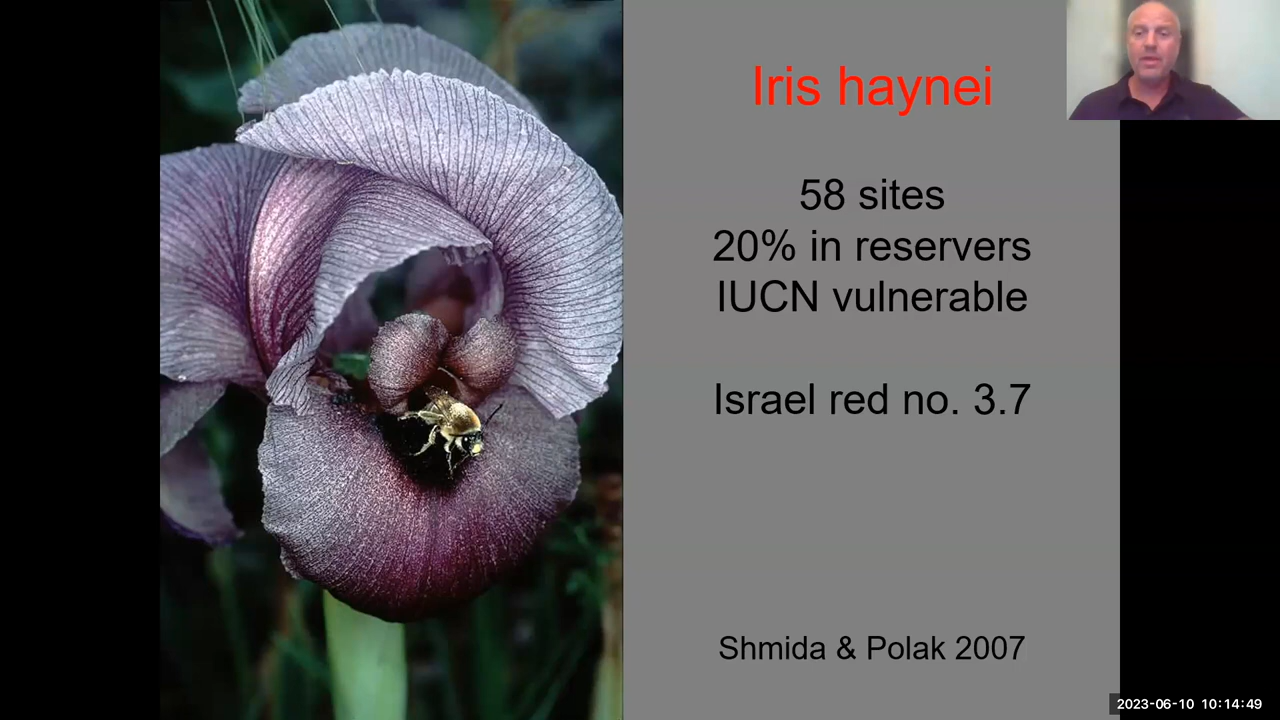 Iris haynei
58 sites
20% in reservers
IUCN vulnerable
Israel red no. 3.7
Shmida & Polak 2007
2023-06-10 10:14:49